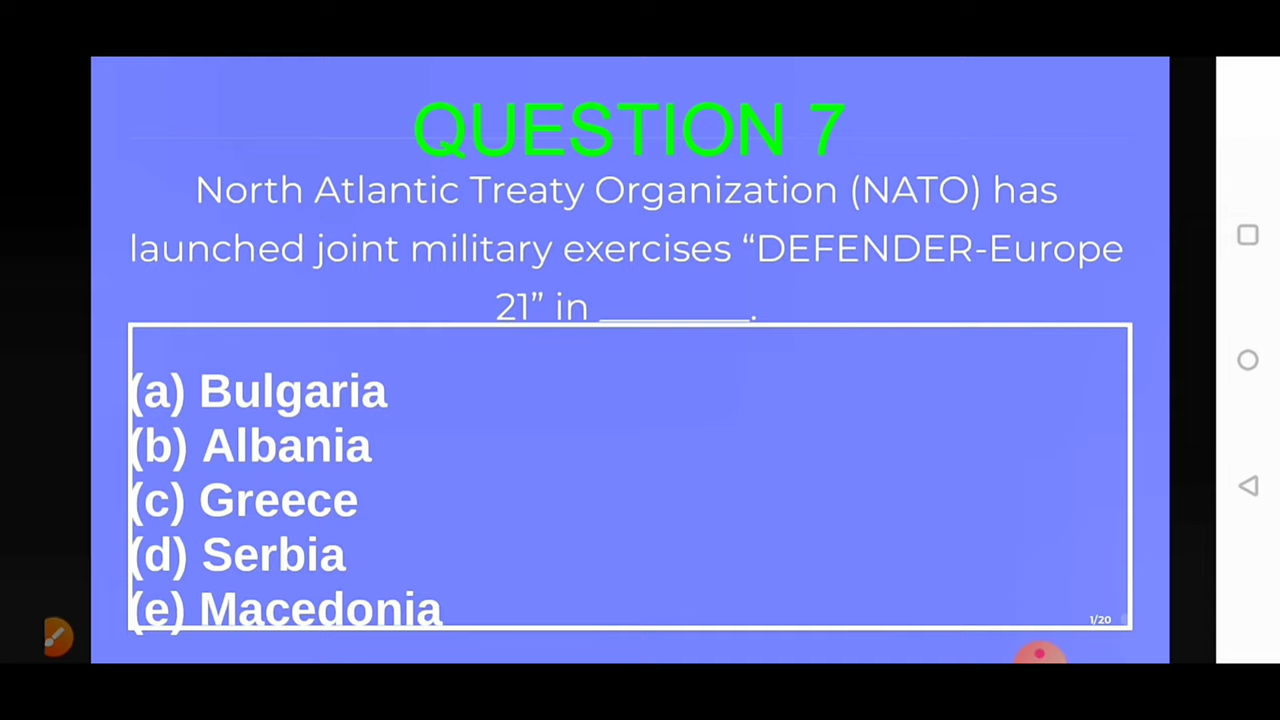 QUESTION 7
North Atlantic Treaty Organization (NATO) has
launched joint military exercises “DEFENDER-Europe
21” in ________.
(a) Bulgaria
(b) Albania
(c) Greece
(d) Serbia
(e) Macedonia
1/20